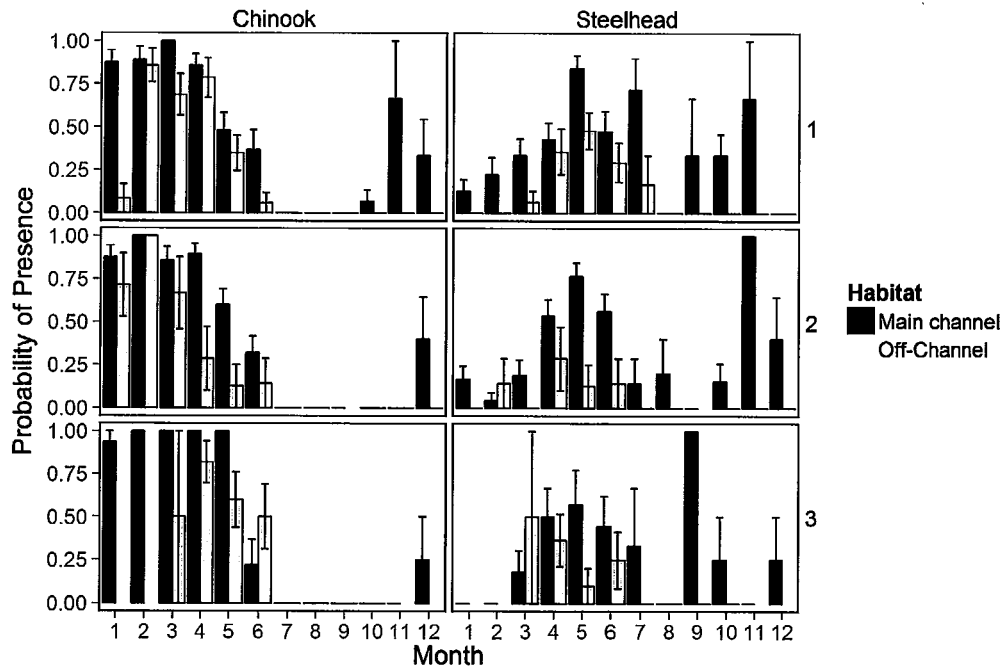 Chinook
Steelhead
Probability of Presence
1.00
0.75
0.50
0.25
0.00
1
1.00
0.75
0.50
0.25
0.00
2
1.00
0.75
0.50
0.25
0.00
3
1 2 3 4 5 6 7 8 9 10 11 12
1 2 3 4 5 6 7 8 9 10 11 12
Month
Habitat
Main channel
Off-Channel